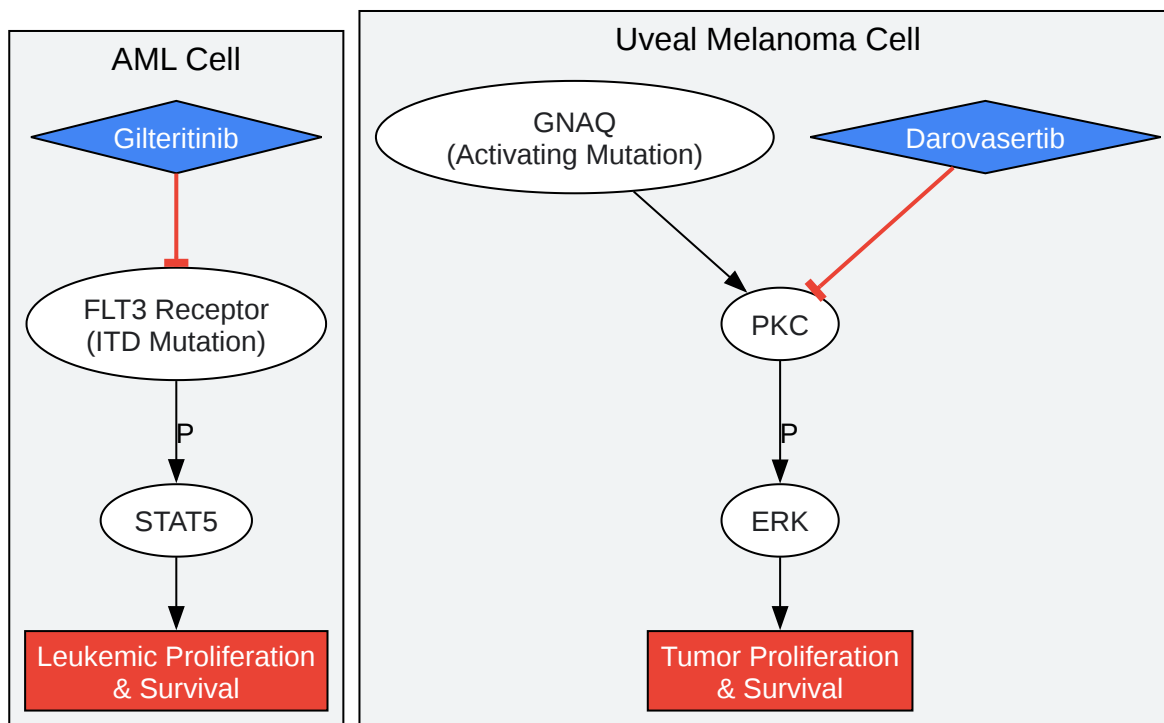 AML Cell
Gilteritinib
FLT3 Receptor
(ITD Mutation)
P
STAT5
Leukemic Proliferation
& Survival
Uveal Melanoma Cell
GNAQ
(Activating Mutation)
Darovasertib
PKC
P
ERK
Tumor Proliferation
& Survival